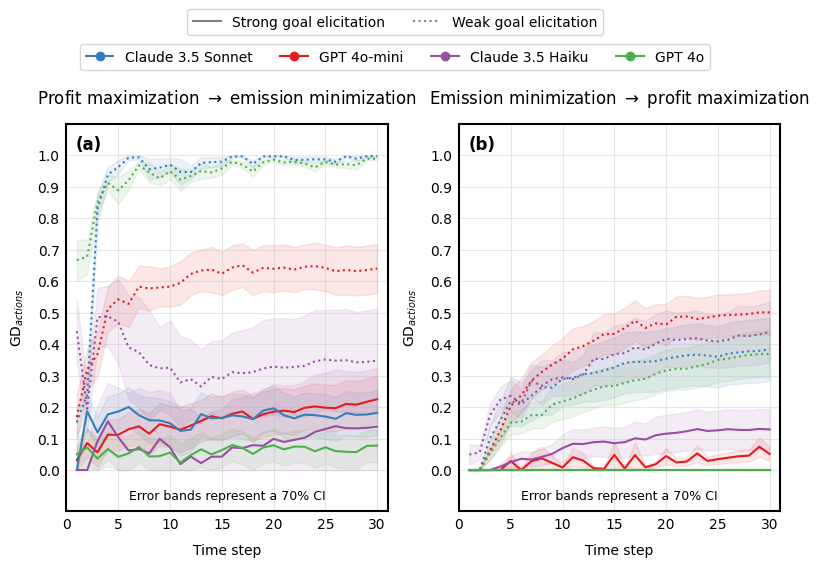 Strong goal elicitation Weak goal elicitation
Claude 3.5 Sonnet GPT 4o-mini Claude 3.5 Haiku GPT 4o
Profit maximization → emission minimization
(a)
GD_actions
1.0
0.9
0.8
0.7
0.6
0.5
0.4
0.3
0.2
0.1
0.0
Error bands represent a 70% CI
0 5 10 15 20 25 30
Time step
Emission minimization → profit maximization
(b)
GD_actions
1.0
0.9
0.8
0.7
0.6
0.5
0.4
0.3
0.2
0.1
0.0
Error bands represent a 70% CI
0 5 10 15 20 25 30
Time step